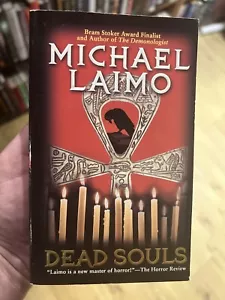 Bram Stoker Award Finalist
and Author of The Demonologist
MICHAEL
LAIMO
DEAD SOULS
"Laimo is a new master of horror!"—The Horror Review